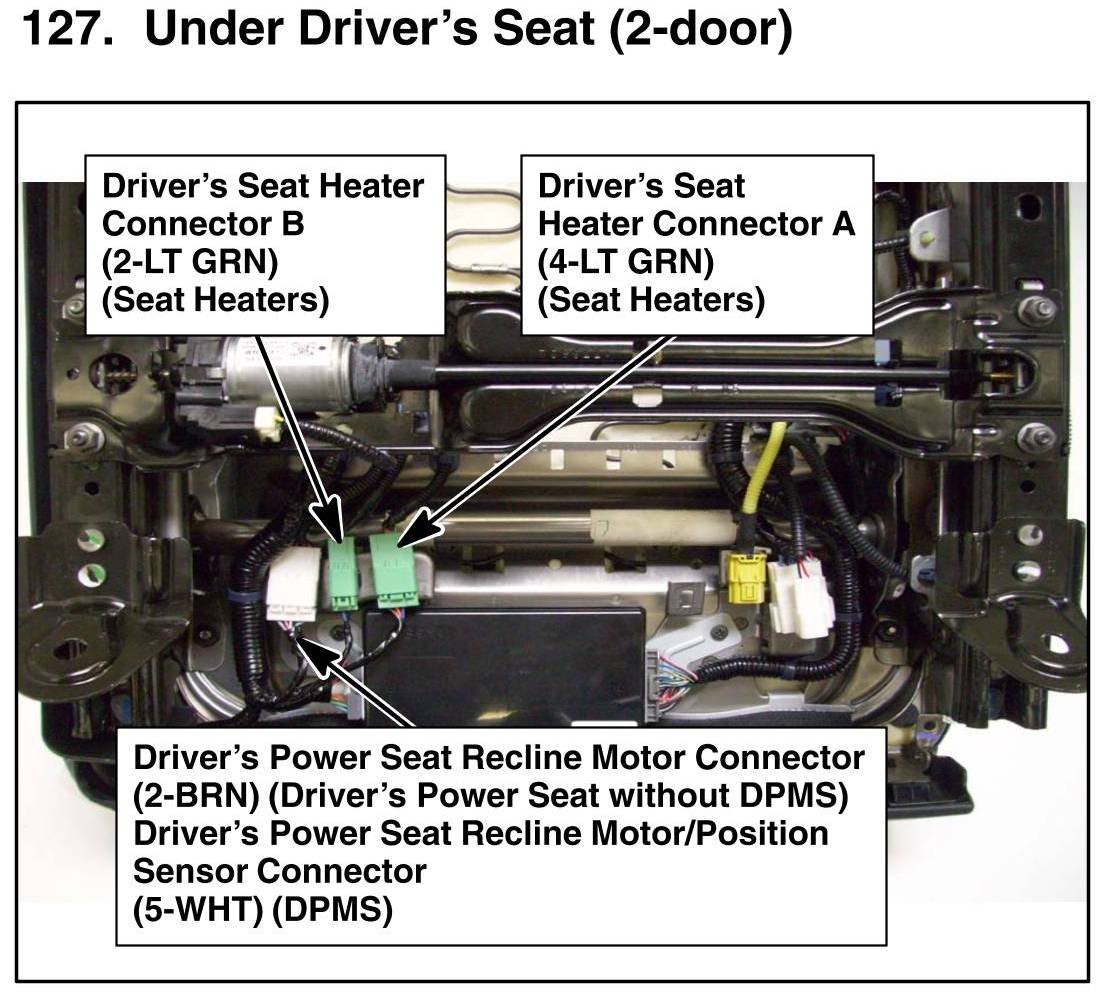 127. Under Driver's Seat (2-door)
Driver's Seat Heater
Connector B
(2-LT GRN)
(Seat Heaters)
Driver's Seat
Heater Connector A
(4-LT GRN)
(Seat Heaters)
Driver's Power Seat Recline Motor Connector
(2-BRN) (Driver's Power Seat without DPMS)
Driver's Power Seat Recline Motor/Position
Sensor Connector
(5-WHT) (DPMS)